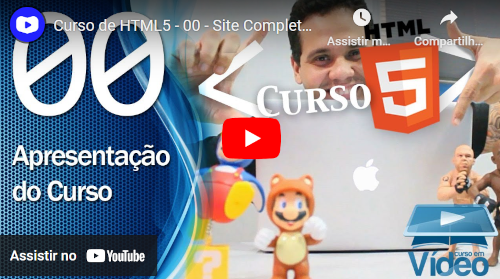 Curso de HTML5 - 00 - Site Complet...
Assistir m...
Compartilh...
00
HTML
<CURSO
5
Apresentação
do Curso
?
Assistir no YouTube
curso em
Vídeo